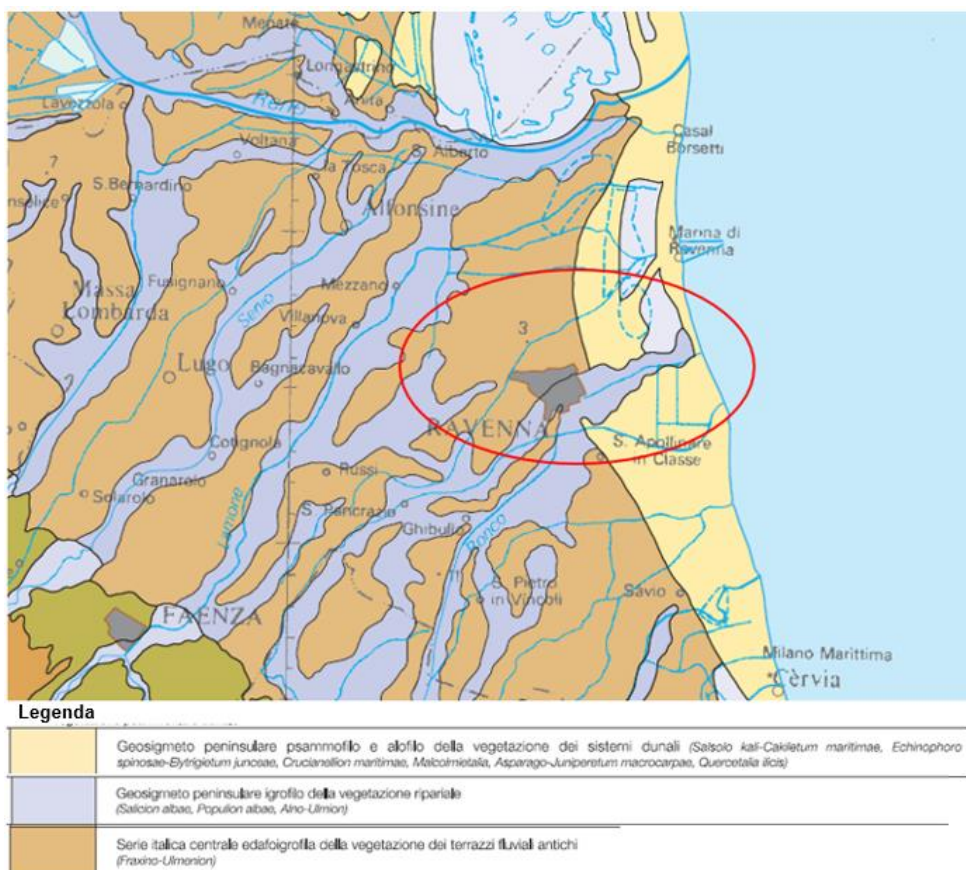 Menate
Longastrino
Reno
Anita
Lavezzola
Casal
Borsetti
Voltana
S. Alberto
la Tosca
S. Bernardino
Alfonsine
Marina di
Ravenna
Fusignano
Mezzano
Massa
Lombarda
Senio
Villanova
3
Lugo
Bagnacavallo
RAVENNA
Cotignola
S. Apollinare
in Classe
Russi
Granarolo
Solarolo
S. Pancrazio
Lamone
Ghibullo
Ronco
S. Pietro
in Vincoli
Sávio
FAENZA
Milano Marittima
Cèrvia
Legenda
Geosigmeto peninsulare psammofilo e alofilo della vegetazione dei sistemi dunali (Salsolo kali-Cakiletum maritimae, Echinophoro
spinosae-Elytrigietum junceae, Crucianellion maritimae, Malcolmietalia, Asparago-Juniperetum macrocarpae, Quercetalia ilicis)
Geosigmeto peninsulare igrofilo della vegetazione ripariale
(Salicion albae, Populion albae, Alno-Ulmion)
Serie italica centrale edafoigrofila della vegetazione dei terrazzi fluviali antichi
(Fraxino-Ulmenion)